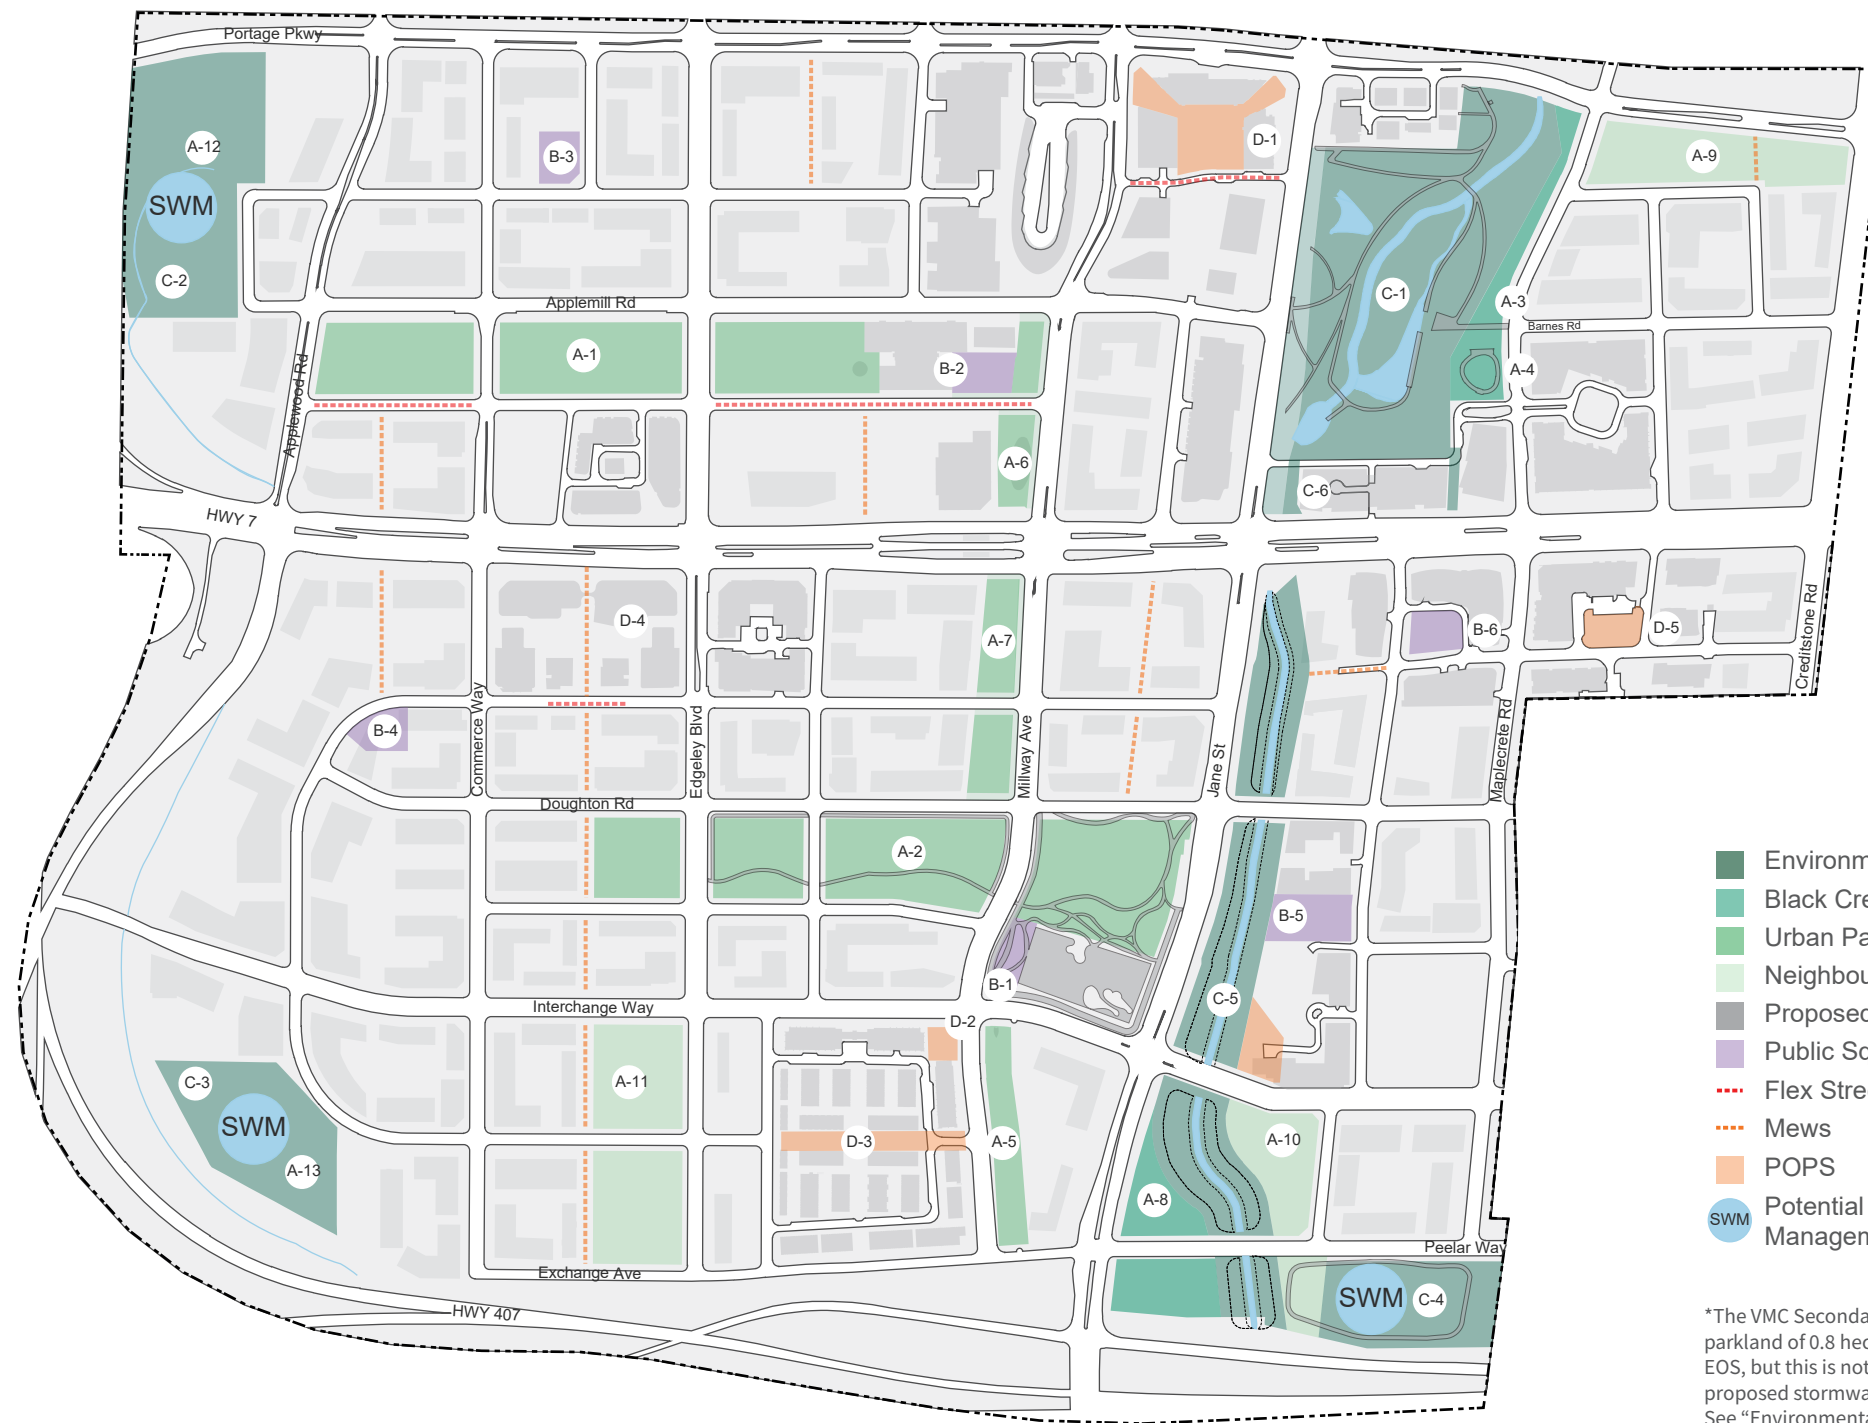 Portage Pkwy
A-12
SWM
C-2
B-3
D-1
A-9
Applemill Rd
A-1
B-2
C-1
A-3
Barnes Rd
A-4
Applewood Rd
A-6
C-6
HWY 7
D-4
A-7
B-6
D-5
Creditstone Rd
Commerce Way
B-4
Edgeley Blvd
Millway Ave
Jane St
Maplecrete Rd
Doughton Rd
A-2
B-5
B-1
C-5
Interchange Way
D-2
C-3
SWM
A-13
A-11
D-3
A-5
A-10
A-8
Peelar Way
Exchange Ave
HWY 407
SWM
C-4
Environm
Black Cre
Urban Pa
Neighbou
Proposed
Public Sq
Flex Stre
Mews
POPS
SWM
Potential
Managem
*The VMC Seconda
parkland of 0.8 hec
EOS, but this is not
proposed stormwa
See “Environmenta